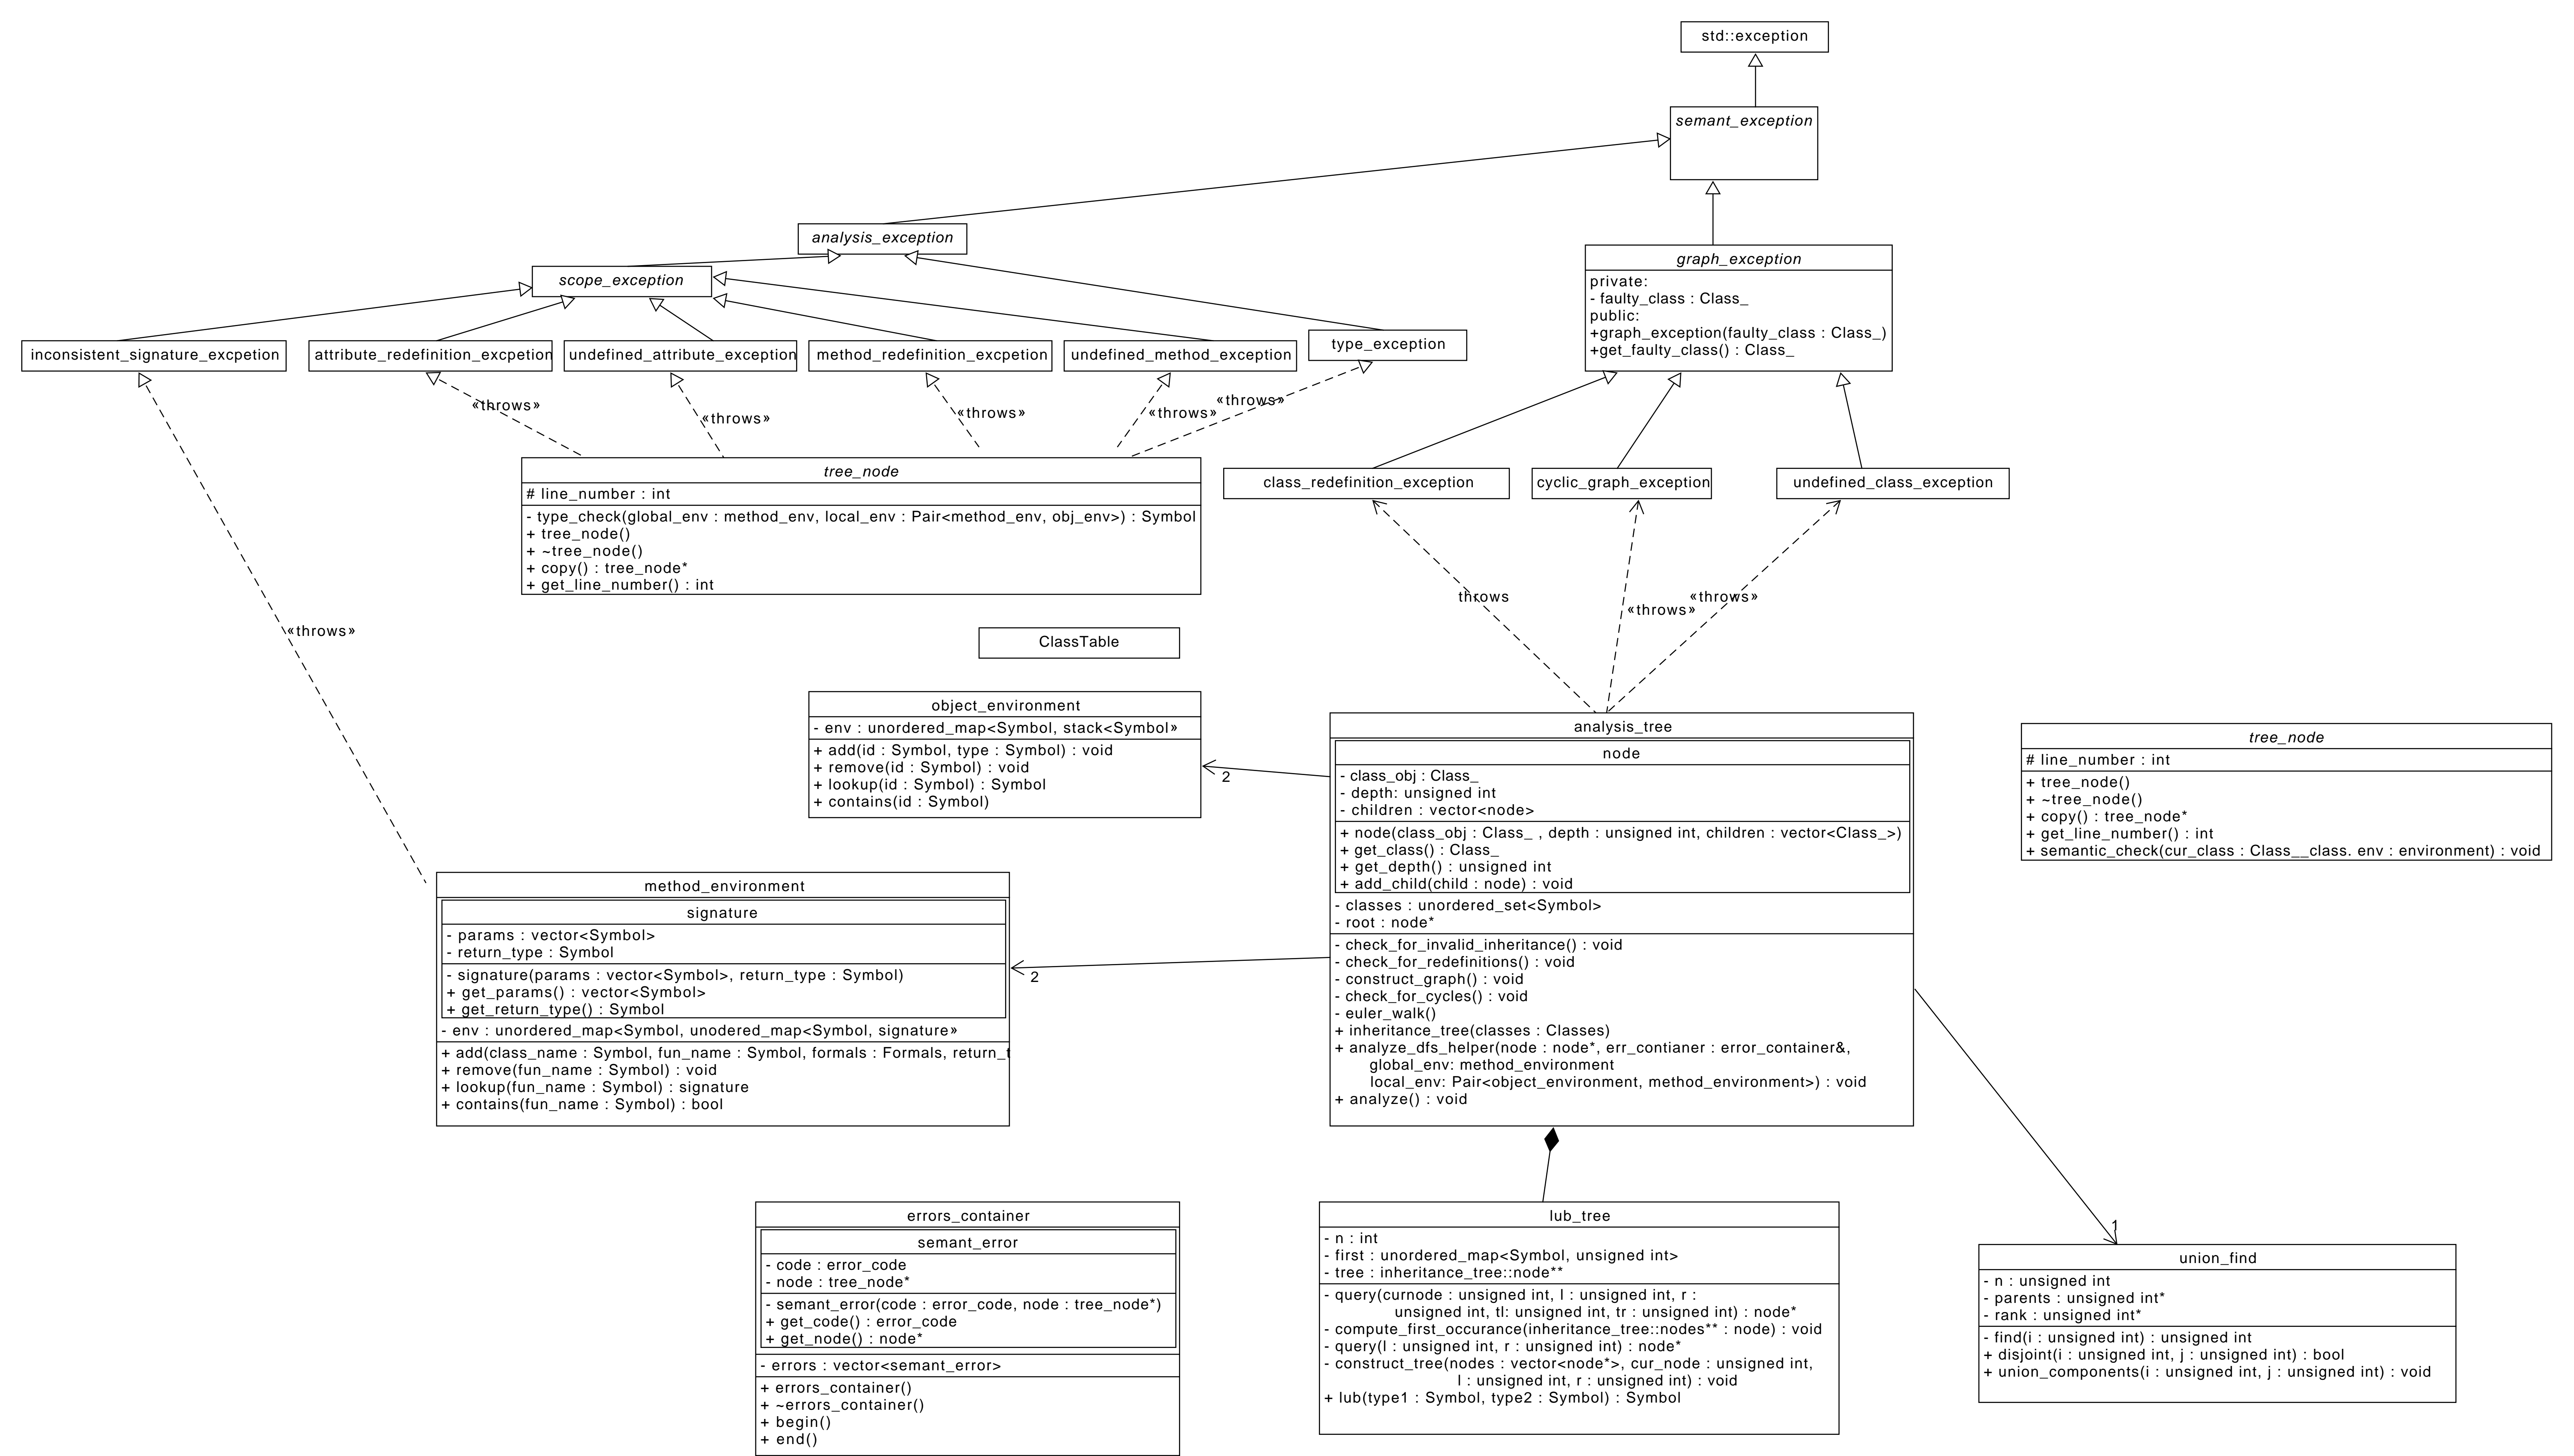 std::exception
semant_exception
analysis_exception
scope_exception
graph_exception
private:
- faulty_class : Class_
public:
+graph_exception(faulty_class : Class_)
+get_faulty_class() : Class_
inconsistent_signature_excpetion
attribute_redefinition_excpetion
undefined_attribute_exception
method_redefinition_excpetion
undefined_method_exception
type_exception
«throws»
«throws»
«throws»
«throws»
«throws»
tree_node
# line_number : int
- type_check(global_env : method_env, local_env : Pair<method_env, obj_env>) : Symbol
+ tree_node()
+ ~tree_node()
+ copy() : tree_node*
+ get_line_number() : int
class_redefinition_exception
cyclic_graph_exception
undefined_class_exception
throws
«throws»
«throws»
«throws»
ClassTable
object_environment
- env : unordered_map<Symbol, stack<Symbol»
+ add(id : Symbol, type : Symbol) : void
+ remove(id : Symbol) : void
+ lookup(id : Symbol) : Symbol
+ contains(id : Symbol)
2
analysis_tree
node
- class_obj : Class_
- depth: unsigned int
- children : vector<node>
+ node(class_obj : Class_ , depth : unsigned int, children : vector<Class_>)
+ get_class() : Class_
+ get_depth() : unsigned int
+ add_child(child : node) : void
- classes : unordered_set<Symbol>
- root : node*
- check_for_invalid_inheritance() : void
- check_for_redefinitions() : void
- construct_graph() : void
- check_for_cycles() : void
- euler_walk()
+ inheritance_tree(classes : Classes)
+ analyze_dfs_helper(node : node*, err_contianer : error_container&,
global_env: method_environment
local_env: Pair<object_environment, method_environment>) : void
+ analyze() : void
tree_node
# line_number : int
+ tree_node()
+ ~tree_node()
+ copy() : tree_node*
+ get_line_number() : int
+ semantic_check(cur_class : Class__class. env : environment) : void
method_environment
signature
- params : vector<Symbol>
- return_type : Symbol
- signature(params : vector<Symbol>, return_type : Symbol)
+ get_params() : vector<Symbol>
+ get_return_type() : Symbol
- env : unordered_map<Symbol, unodered_map<Symbol, signature»
+ add(class_name : Symbol, fun_name : Symbol, formals : Formals, return_t
+ remove(fun_name : Symbol) : void
+ lookup(fun_name : Symbol) : signature
+ contains(fun_name : Symbol) : bool
2
errors_container
semant_error
- code : error_code
- node : tree_node*
- semant_error(code : error_code, node : tree_node*)
+ get_code() : error_code
+ get_node() : node*
- errors : vector<semant_error>
+ errors_container()
+ ~errors_container()
+ begin()
+ end()
lub_tree
- n : int
- first : unordered_map<Symbol, unsigned int>
- tree : inheritance_tree::node**
- query(curnode : unsigned int, l : unsigned int, r :
unsigned int, tl: unsigned int, tr : unsigned int) : node*
- compute_first_occurance(inheritance_tree::nodes** : node) : void
- query(l : unsigned int, r : unsigned int) : node*
- construct_tree(nodes : vector<node*>, cur_node : unsigned int,
l : unsigned int, r : unsigned int) : void
+ lub(type1 : Symbol, type2 : Symbol) : Symbol
1
union_find
- n : unsigned int
- parents : unsigned int*
- rank : unsigned int*
- find(i : unsigned int) : unsigned int
+ disjoint(i : unsigned int, j : unsigned int) : bool
+ union_components(i : unsigned int, j : unsigned int) : void